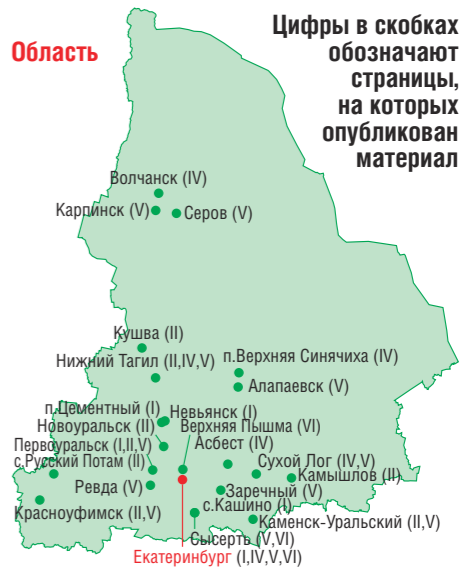 Область
Цифры в скобках
обозначают
страницы,
на которых
опубликован
материал
Волчанск (IV)
Карпинск (V)
Серов (V)
Кушва (II)
Нижний Тагил (II,IV,V)
п.Верхняя Синячиха (IV)
Алапаевск (V)
п.Цементный (I)
Невьянск (I)
Новоуральск (II)
Верхняя Пышма (VI)
Первоуральск (I,II,V)
Асбест (IV)
с.Русский Потам (II)
Сухой Лог (IV,V)
Камышлов (II)
Ревда (V)
Заречный (V)
с.Кашино (I)
Красноуфимск (II,V)
Каменск-Уральский (II,V)
Сысерть (V,VI)
Екатеринбург (I,IV,V,VI)